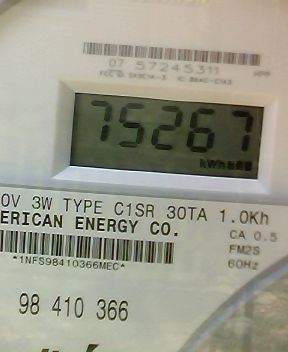 07 57245311
75267
kWh
0V 3W TYPE C1SR 30TA 1.0Kh
ERICAN ENERGY CO.
CA 0.5
FM2S
60Hz
*1NFS98410366MEC*
98 410 366